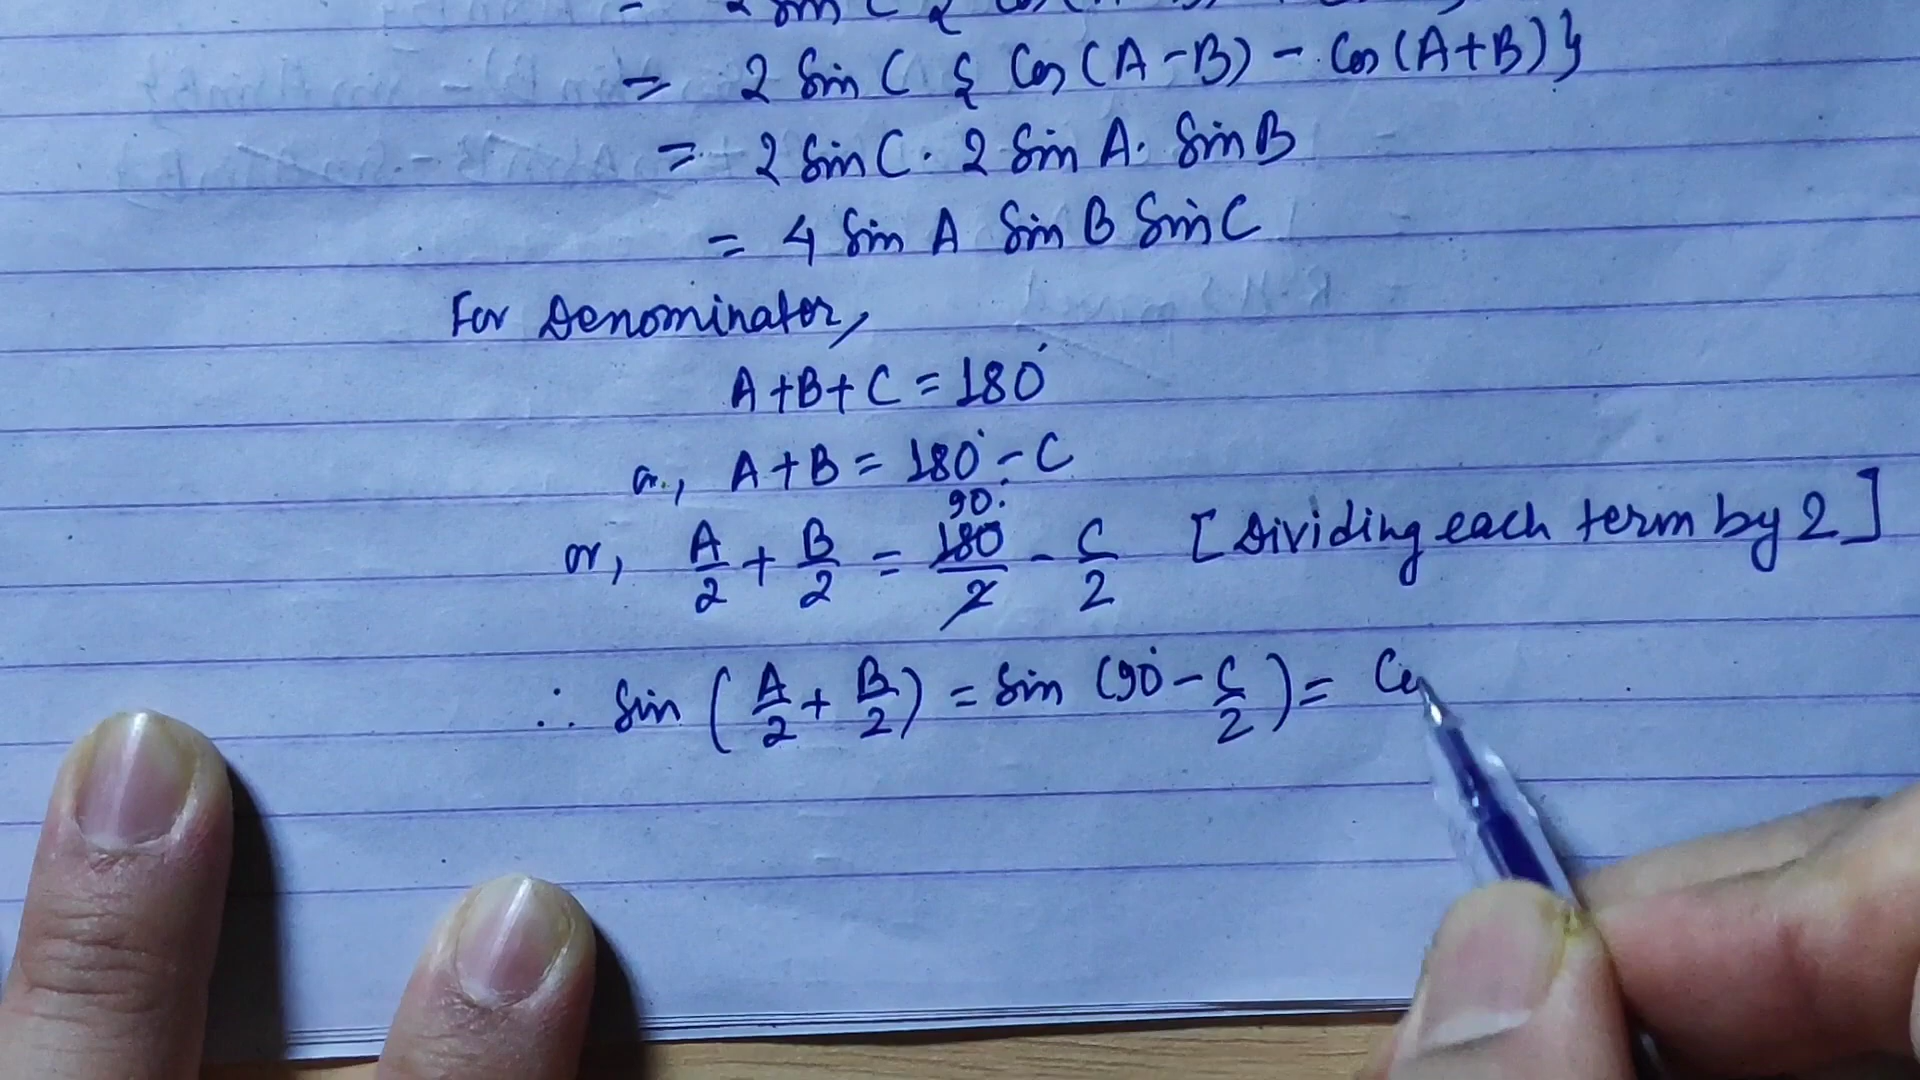 = 2 Sin C { Cos (A - B) - Cos (A+B)}
= 2 Sin C . 2 Sin A . Sin B
= 4 Sin A Sin B Sin C
For Denominator,
A+B+C = 180°
or, A+B = 180° - C
90°
or, A/2 + B/2 = 180/2 - C/2 [Dividing each term by 2]
∴ Sin (A/2 + B/2) = Sin (90° - C/2) =